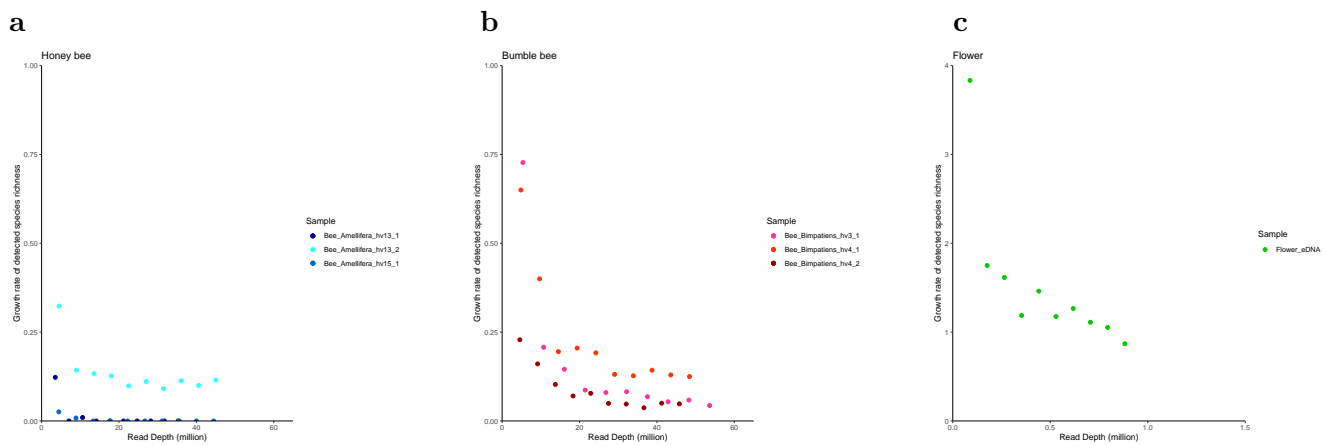 a
Honey bee
1.00
0.75
0.50
0.25
0.00
0
20
40
60
Read Depth (million)
Growth rate of detected species richness
Sample
Bee_Amellifera_hv13_1
Bee_Amellifera_hv13_2
Bee_Amellifera_hv15_1
b
Bumble bee
1.00
0.75
0.50
0.25
0.00
0
20
40
60
Read Depth (million)
Growth rate of detected species richness
Sample
Bee_Bimpatiens_hv3_1
Bee_Bimpatiens_hv4_1
Bee_Bimpatiens_hv4_2
c
Flower
4
3
2
1
0
0.0
0.5
1.0
1.5
Read Depth (million)
Growth rate of detected species richness
Sample
Flower_eDNA